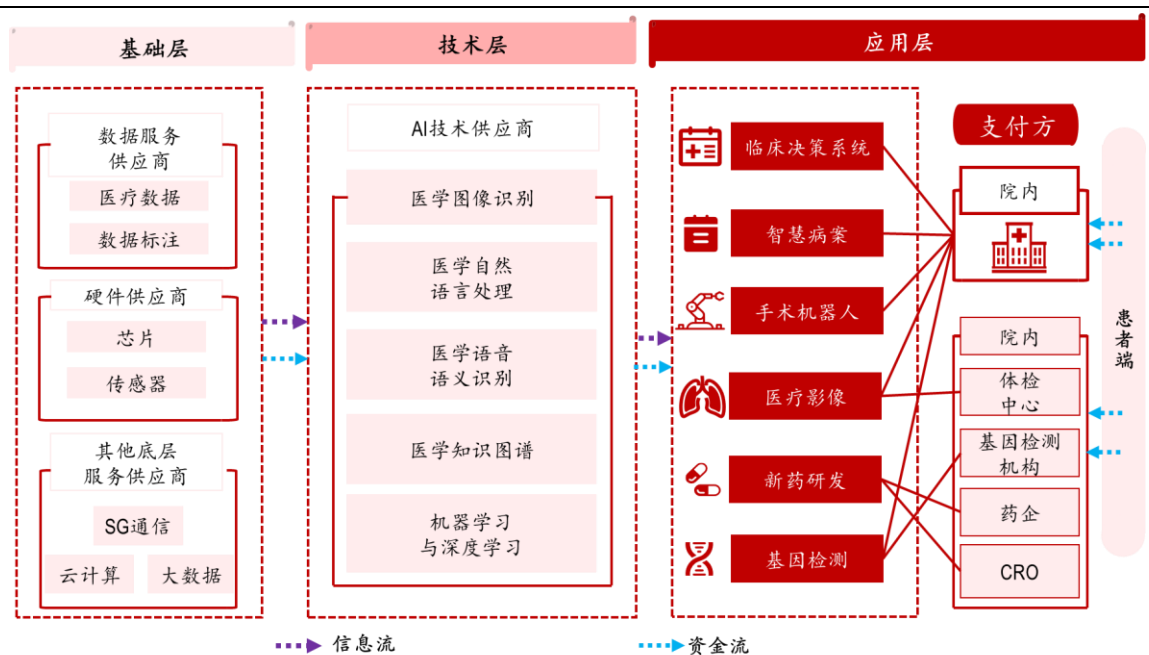 基础层
技术层
应用层
数据服务
供应商
医疗数据
数据标注
硬件供应商
芯片
传感器
其他底层
服务供应商
SG通信
云计算
大数据
AI技术供应商
医学图像识别
医学自然
语言处理
医学语音
语义识别
医学知识图谱
机器学习
与深度学习
临床决策系统
智慧病案
手术机器人
医疗影像
新药研发
基因检测
支付方
院内
院内
体检
中心
基因检测
机构
药企
CRO
患者端
信息流
资金流